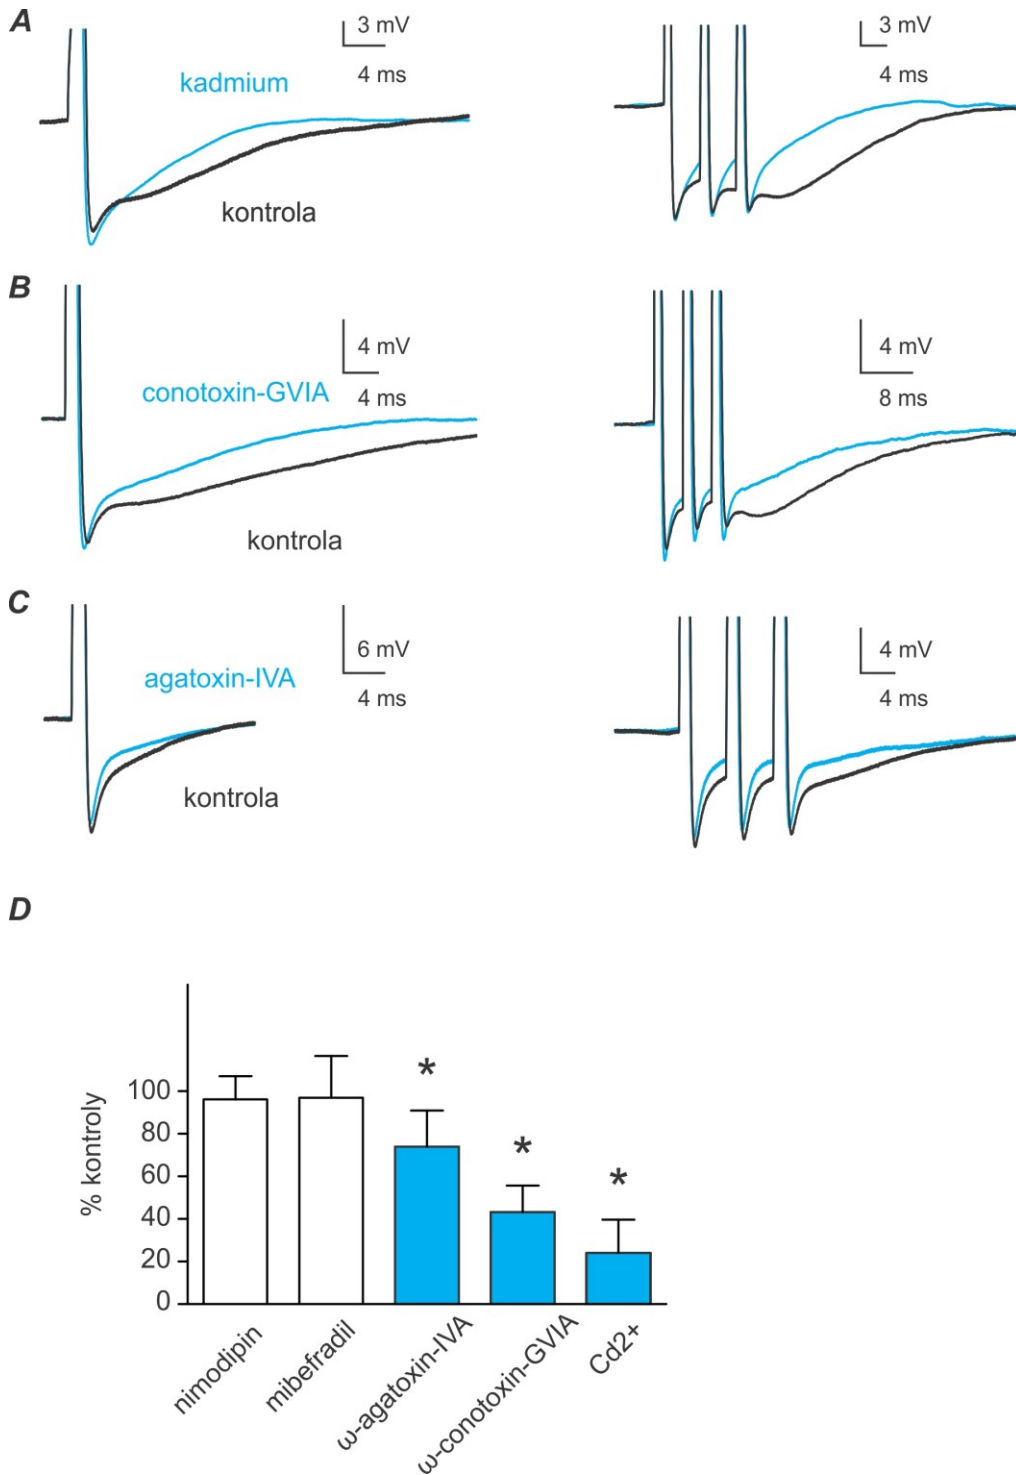 A
3 mV
4 ms
kadmium
kontrola
3 mV
4 ms
B
4 mV
4 ms
conotoxin-GVIA
kontrola
4 mV
8 ms
C
6 mV
4 ms
agatoxin-IVA
kontrola
4 mV
4 ms
D
% kontroly
100
80
60
40
20
0
*
*
*
nimodipin
mibefradil
ω-agatoxin-IVA
ω-conotoxin-GVIA
Cd2+